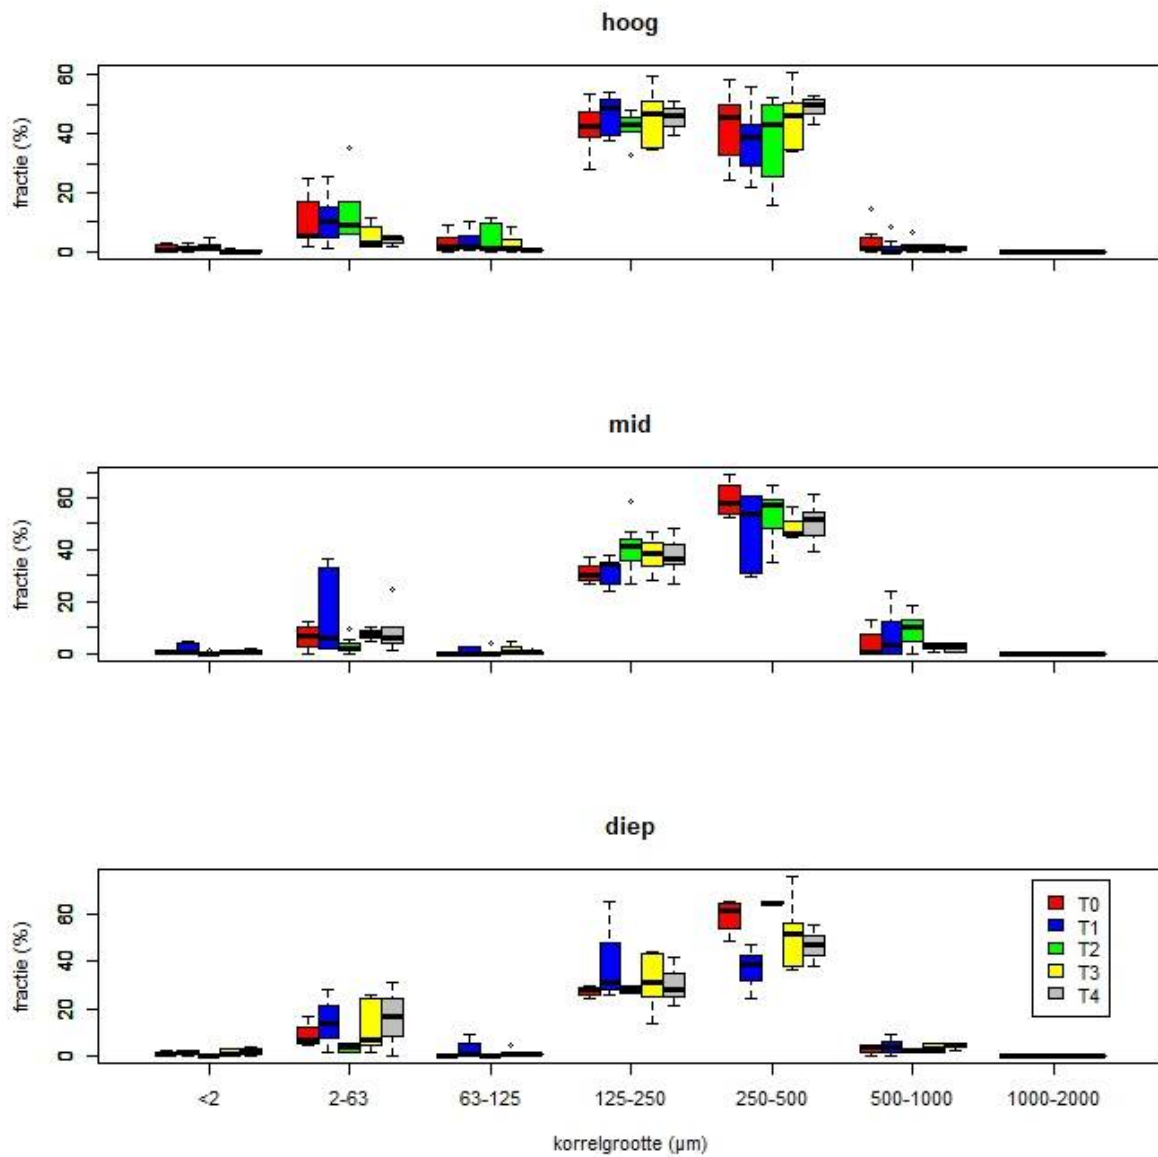 hoog
fractie (%)
60
40
20
0
mid
fractie (%)
60
40
20
0
diep
fractie (%)
60
40
20
0
T0
T1
T2
T3
T4
<2 2-63 63-125 125-250 250-500 500-1000 1000-2000
korrelgrootte (µm)